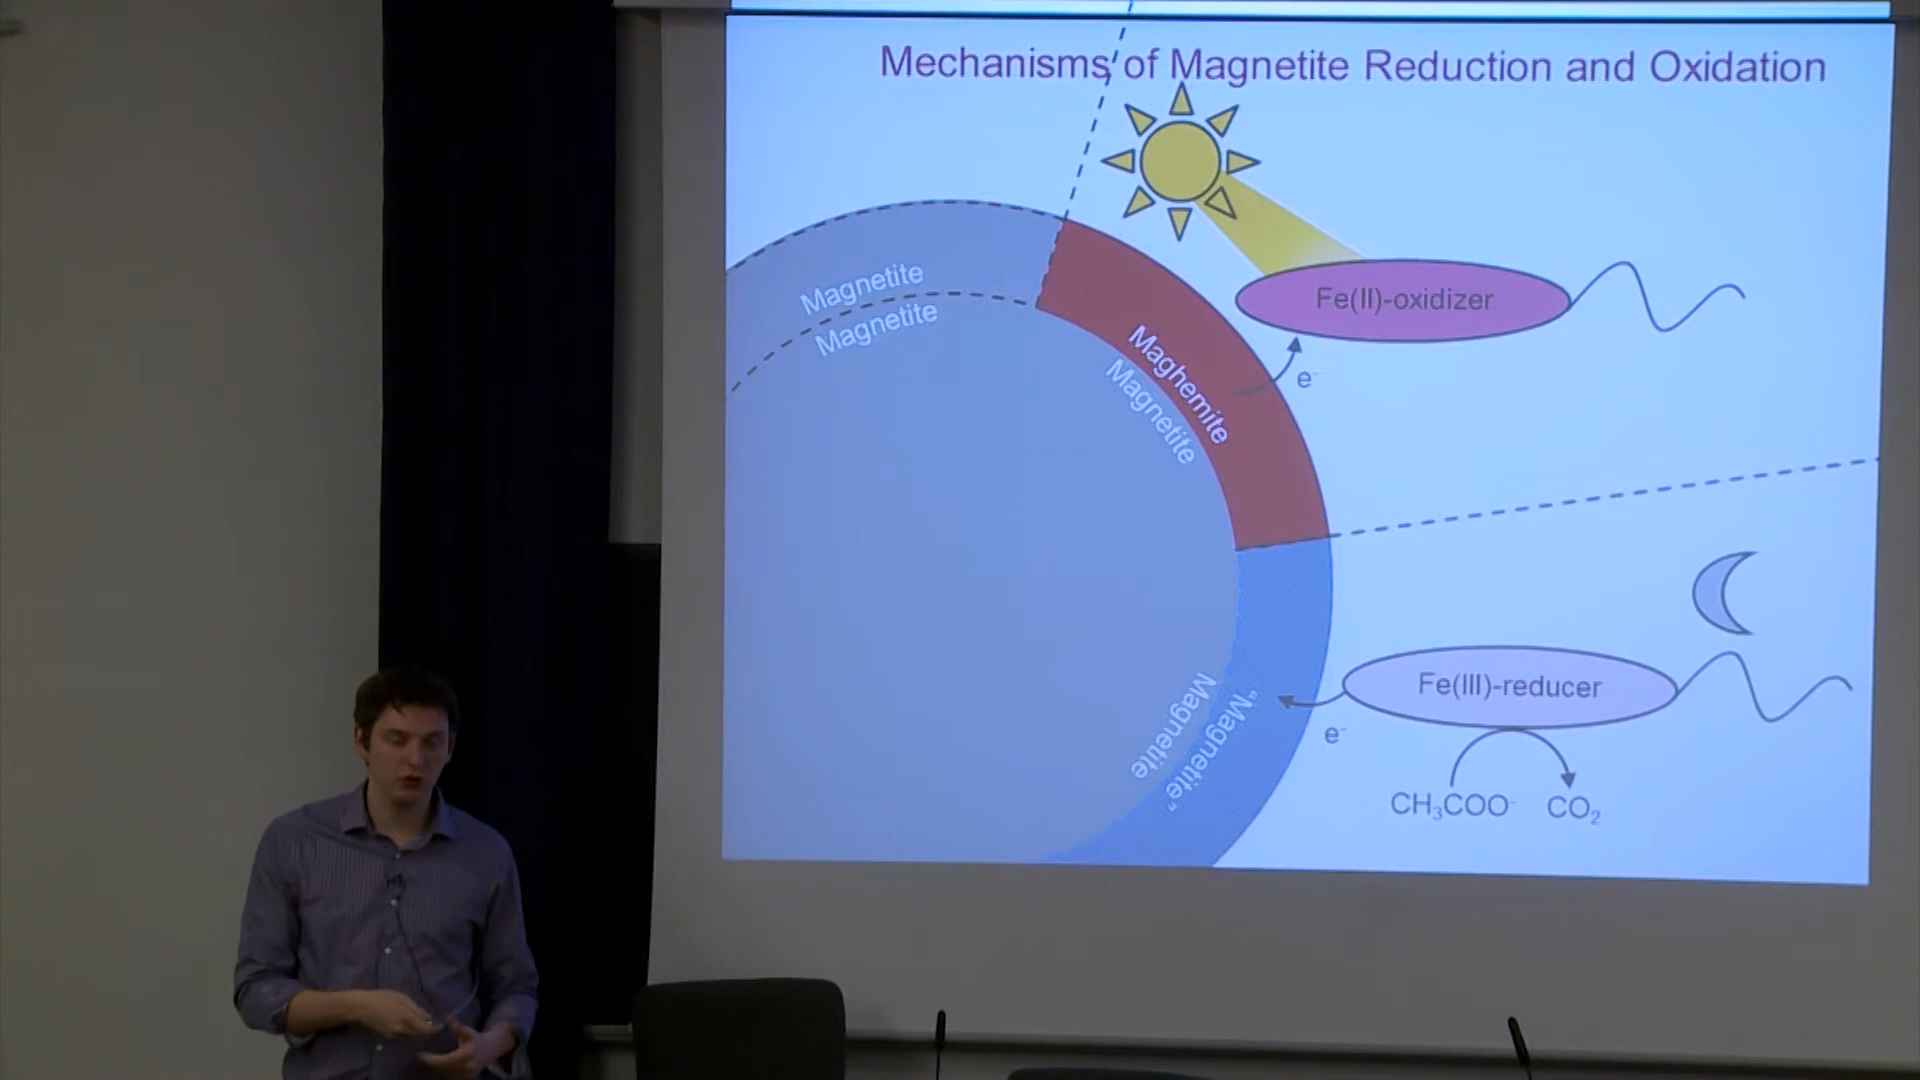 Mechanisms of Magnetite Reduction and Oxidation
Magnetite
Magnetite
Maghemite
Magnetite
Fe(II)-oxidizer
e⁻
Fe(III)-reducer
e⁻
"Magnetite"
Magnetite
CH₃COO⁻ CO₂